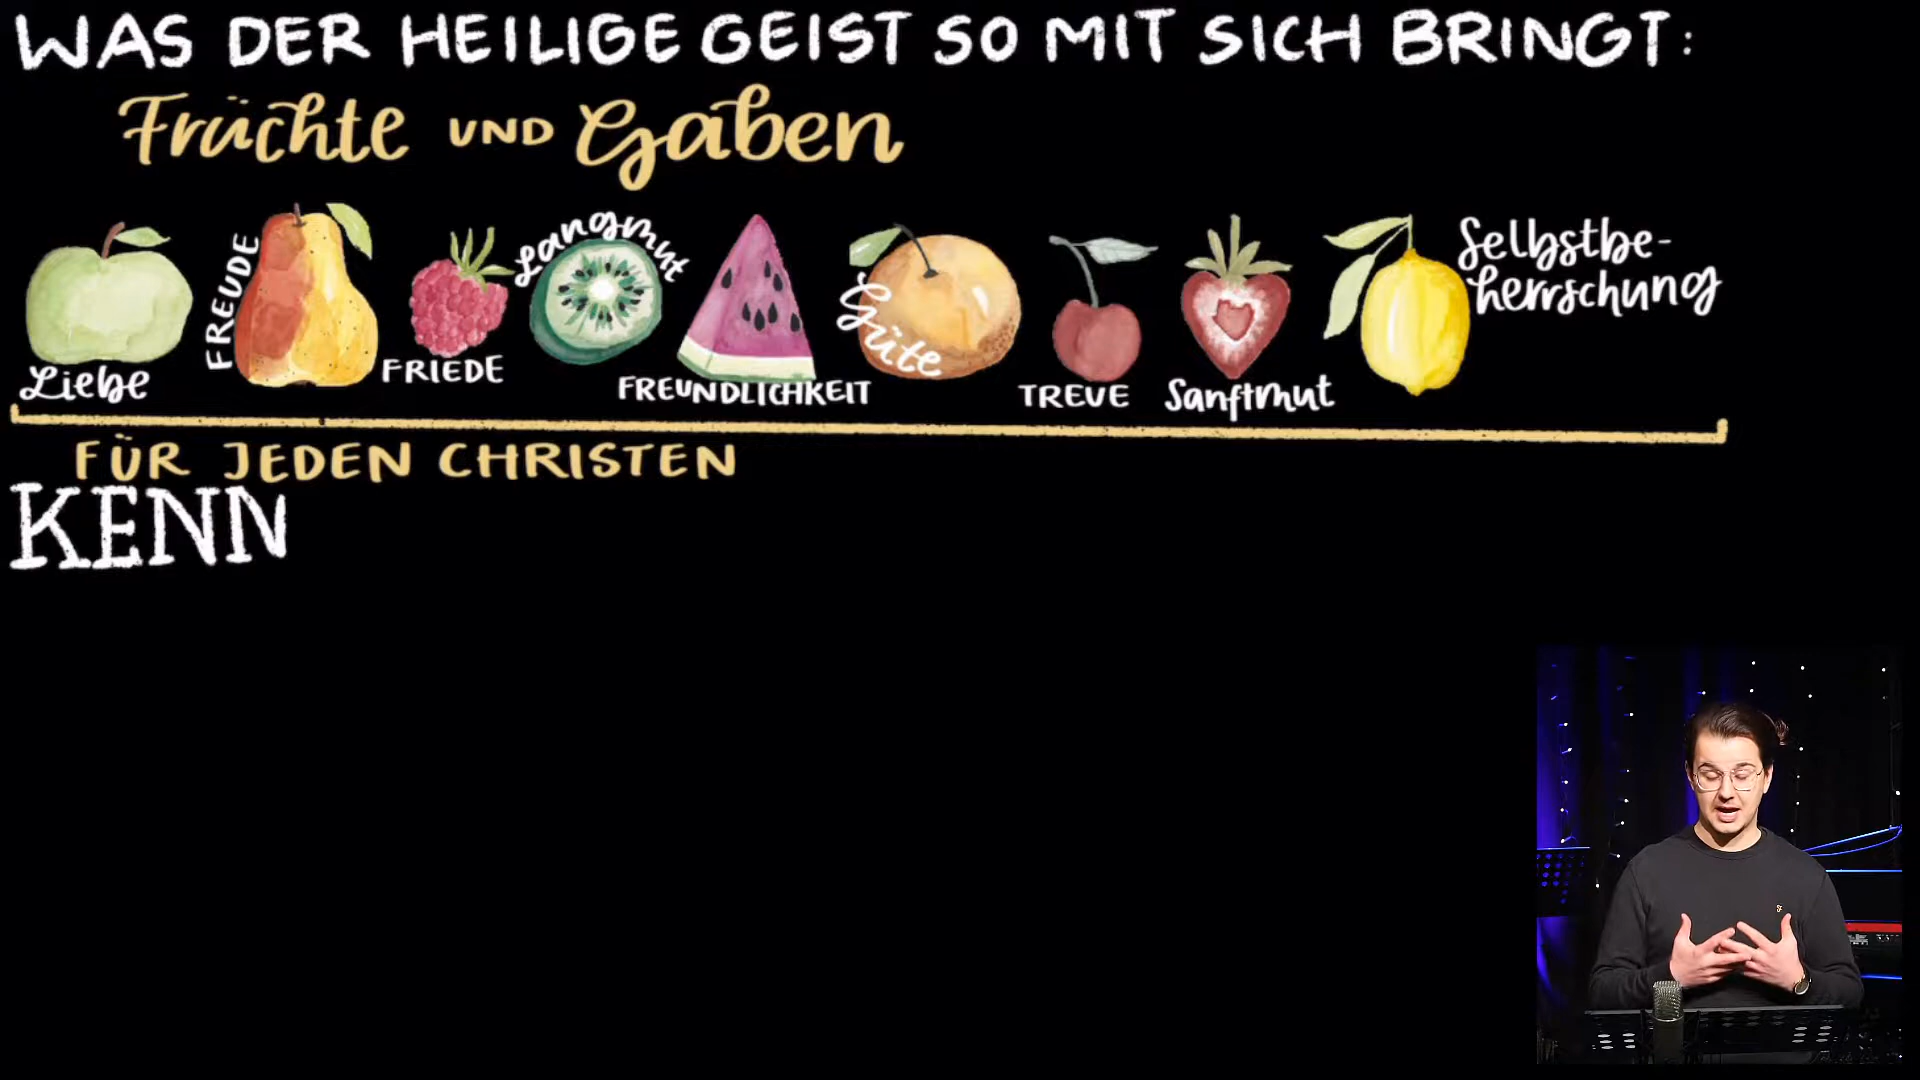 WAS DER HEILIGE GEIST SO MIT SICH BRINGT:
Früchte UND Gaben
Liebe
FREUDE
FRIEDE
Langmut
FREUNDLICHKEIT
Güte
TREUE
Sanftmut
Selbstbe-
herrschung
FÜR JEDEN CHRISTEN
KENN